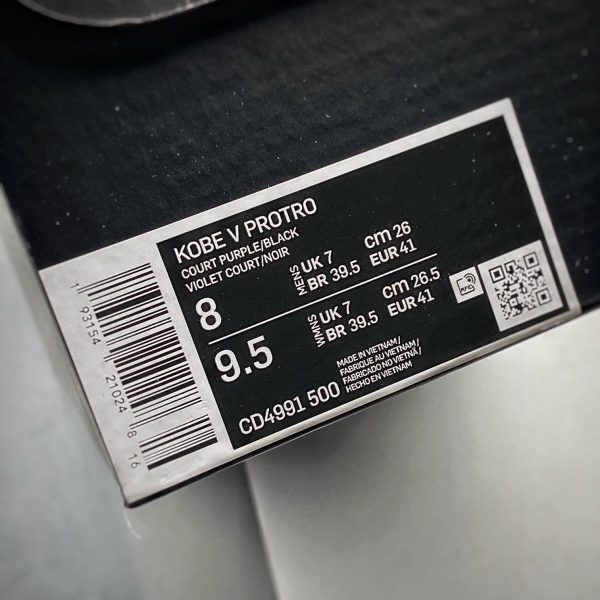 KOBE V PROTRO
COURT PURPLE/BLACK
VIOLET COURT/NOIR
8
MENS
UK 7 cm 26
BR 39.5 EUR 41
9.5
WMNS
UK 7 cm 26.5
BR 39.5 EUR 41
CD4991 500
MADE IN VIETNAM /
FABRIQUE AU VIETNAM /
FABRICADO NO VIETNÃ /
HECHO EN VIETNAM
1 93154 21024 8 16